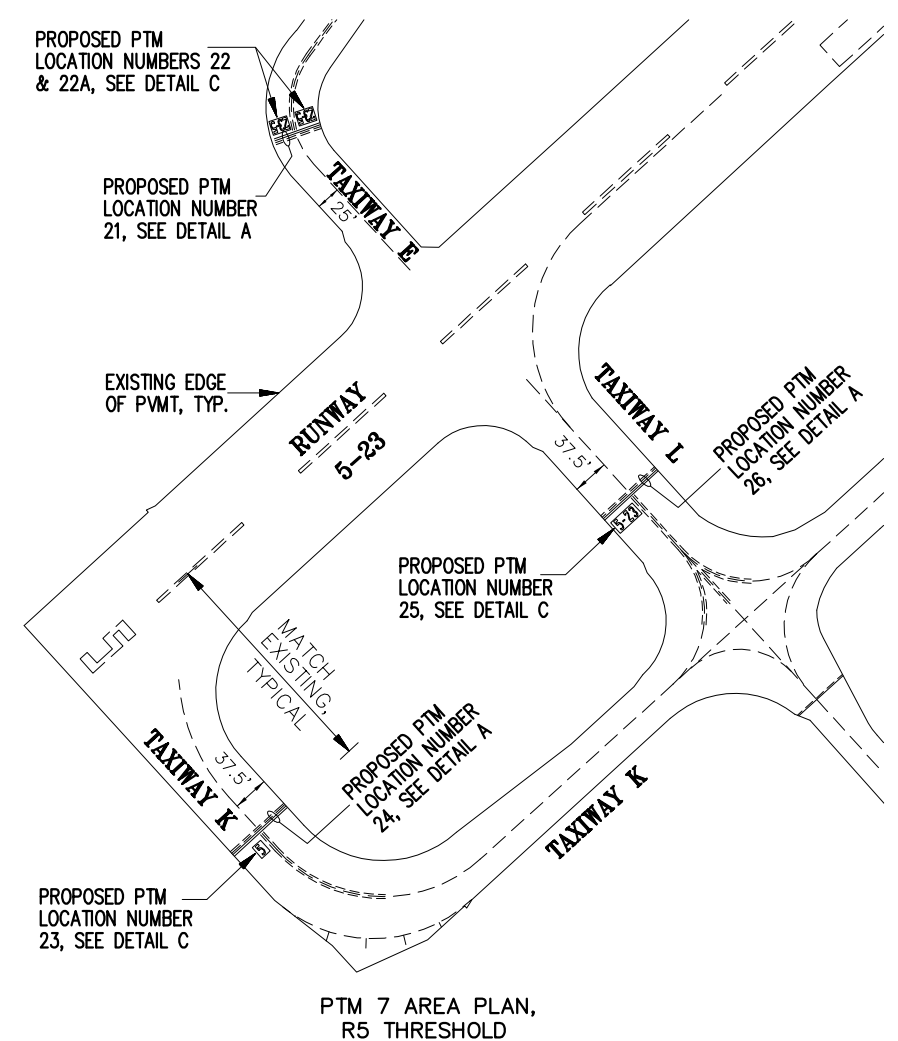 PROPOSED PTM
LOCATION NUMBERS 22
& 22A, SEE DETAIL C
PROPOSED PTM
LOCATION NUMBER
21, SEE DETAIL A
TAXIWAY E
25'
EXISTING EDGE
OF PVMT, TYP.
RUNWAY
5-23
TAXIWAY L
37.5'
PROPOSED PTM
LOCATION NUMBER
26, SEE DETAIL A
5-23
PROPOSED PTM
LOCATION NUMBER
25, SEE DETAIL C
5
MATCH
EXISTING,
TYPICAL
TAXIWAY K
37.5'
PROPOSED PTM
LOCATION NUMBER
24, SEE DETAIL A
5
TAXIWAY K
PROPOSED PTM
LOCATION NUMBER
23, SEE DETAIL C
PTM 7 AREA PLAN,
R5 THRESHOLD